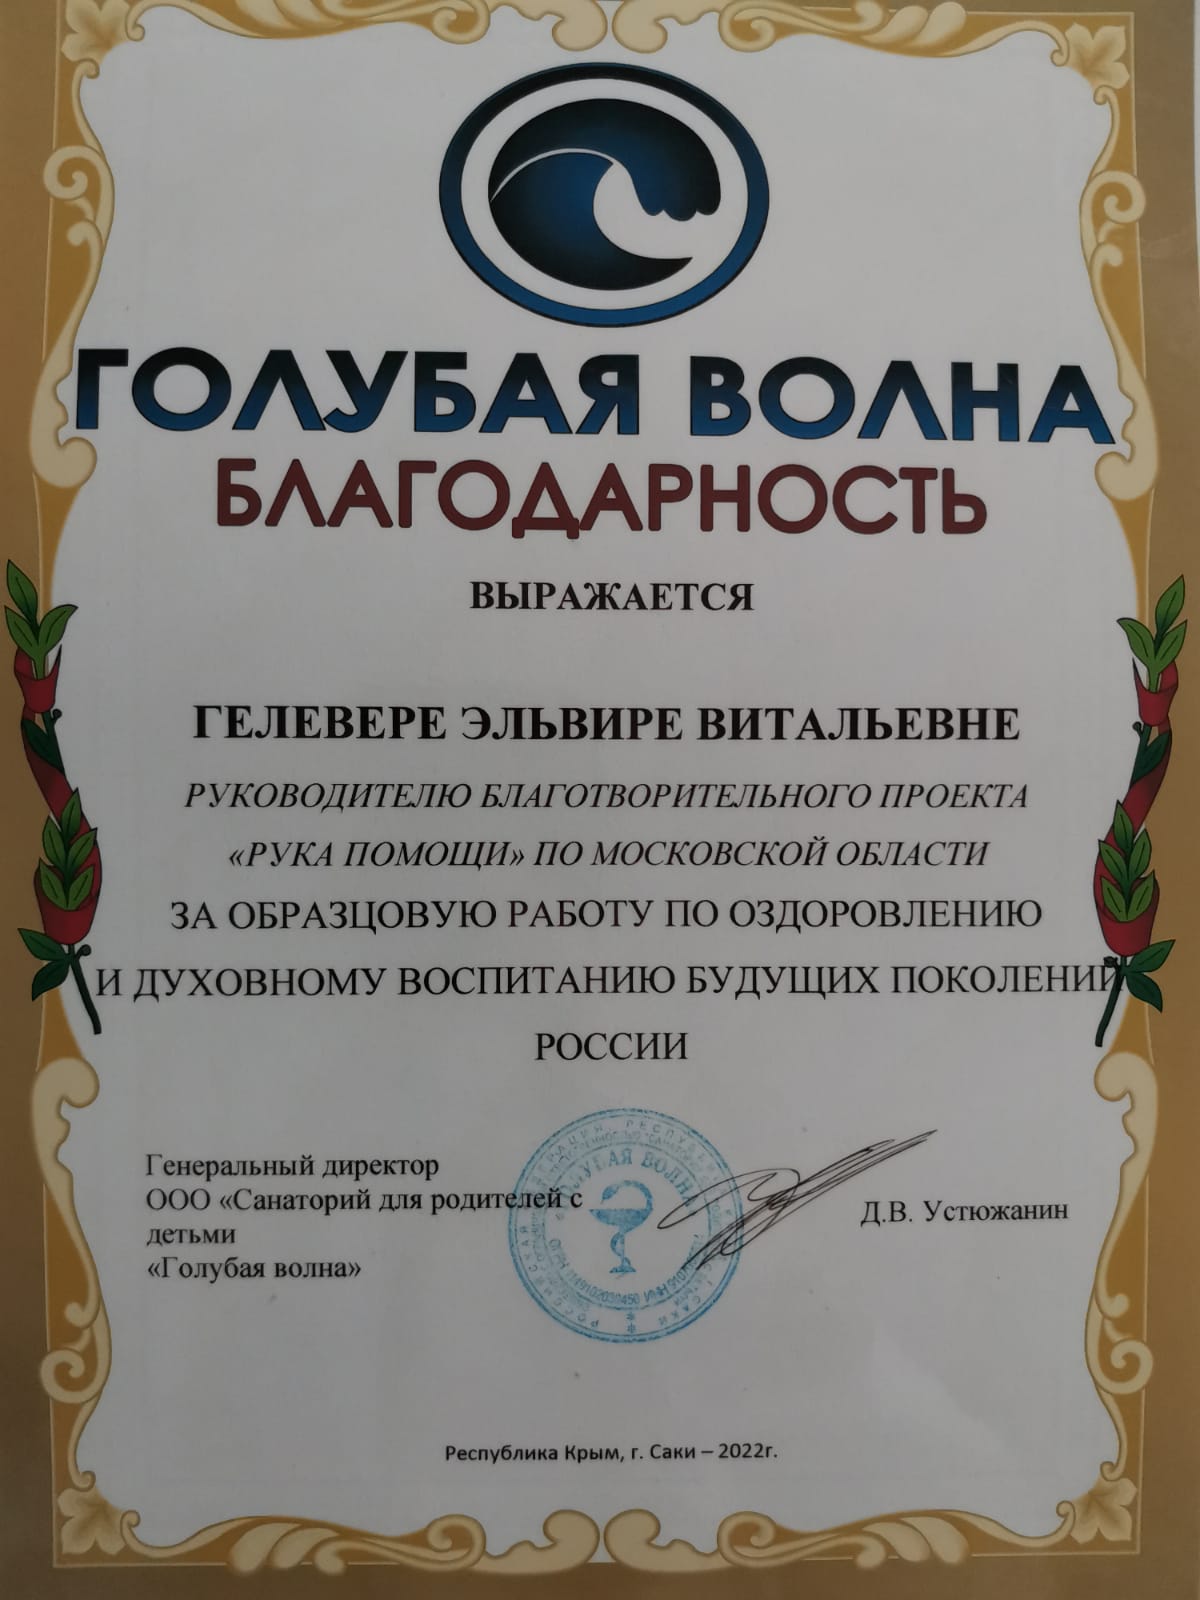 ГОЛУБАЯ ВОЛНА
БЛАГОДАРНОСТЬ
ВЫРАЖАЕТСЯ
ГЕЛЕВЕРЕ ЭЛЬВИРЕ ВИТАЛЬЕВНЕ
РУКОВОДИТЕЛЮ БЛАГОТВОРИТЕЛЬНОГО ПРОЕКТА
«РУКА ПОМОЩИ» ПО МОСКОВСКОЙ ОБЛАСТИ
ЗА ОБРАЗЦОВУЮ РАБОТУ ПО ОЗДОРОВЛЕНИЮ
И ДУХОВНОМУ ВОСПИТАНИЮ БУДУЩИХ ПОКОЛЕНИЙ
РОССИИ
Генеральный директор
ООО «Санаторий для родителей с
детьми
«Голубая волна»
ГОЛУБАЯ ВОЛНА
Д.В. Устюжанин
Республика Крым, г. Саки – 2022г.